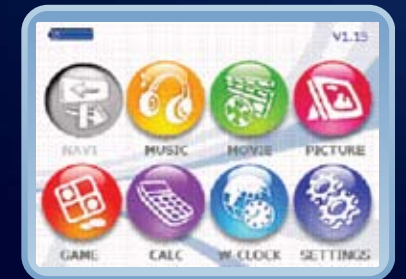 V1.15
NAVI MUSIC MOVIE PICTURE
GAME CALC W.CLOCK SETTINGS